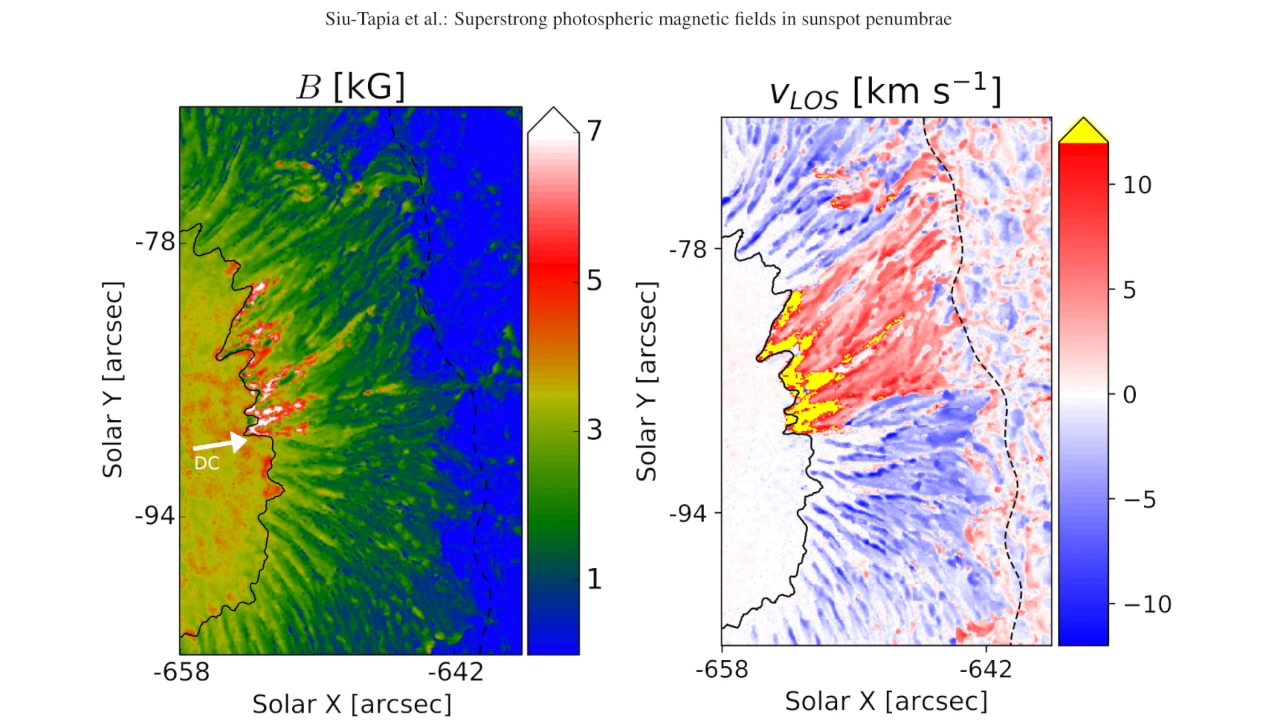 Siu-Tapia et al.: Superstrong photospheric magnetic fields in sunspot penumbrae
B [kG]
7
5
3
1
-78
-94
-658
-642
Solar Y [arcsec]
Solar X [arcsec]
DC
vLOS [km s−1]
10
5
0
−5
−10
-78
-94
-658
-642
Solar Y [arcsec]
Solar X [arcsec]